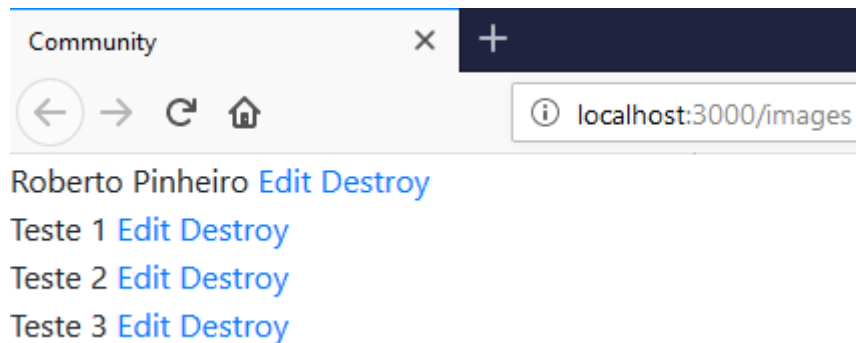 Community
localhost:3000/images
Roberto Pinheiro Edit Destroy
Teste 1 Edit Destroy
Teste 2 Edit Destroy
Teste 3 Edit Destroy